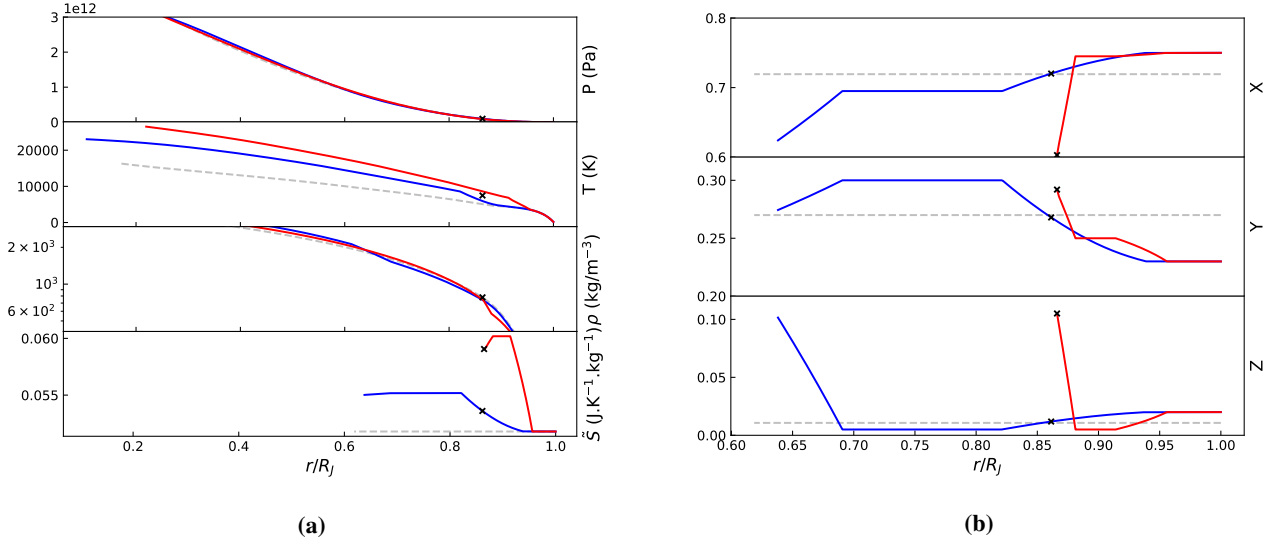 1e12
3
2
1
0
P (Pa)
20000
10000
0
T (K)
2 × 10³
10³
6 × 10²
ρ (kg/m⁻³)
0.060
0.055
S̃ (J.K⁻¹.kg⁻¹)
0.2 0.4 0.6 0.8 1.0
r/R_J
(a)
0.8
0.7
0.6
X
0.30
0.25
0.20
Y
0.10
0.05
0.00
Z
0.60 0.65 0.70 0.75 0.80 0.85 0.90 0.95 1.00
r/R_J
(b)